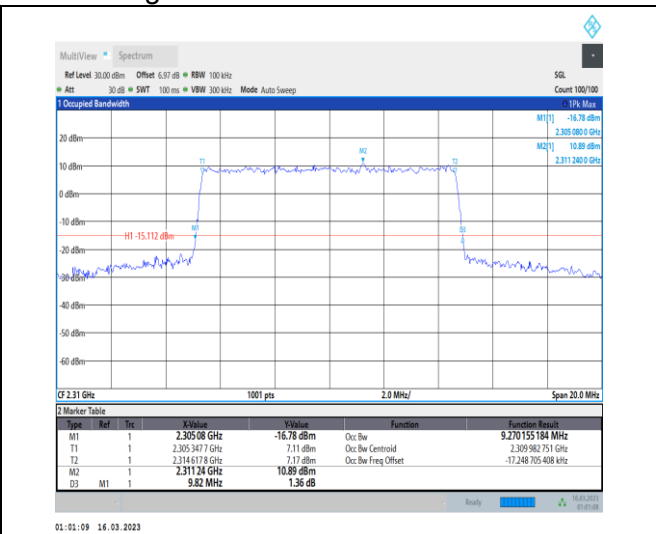 MultiView Spectrum
Ref Level 30.00 dBm Offset 6.97 dB RBW 100 kHz SGL
Att 30 dB SWT 100 ms VBW 300 kHz Mode Auto Sweep Count 100/100
1 Occupied Bandwidth 1Pk Max
M1[1] -16.78 dBm
2.305 080 0 GHz
M2[1] 10.89 dBm
2.311 240 0 GHz
20 dBm
M2
T1 T2
10 dBm
0 dBm
-10 dBm
M1 D3
H1 -15.112 dBm
-20 dBm
-30 dBm
-40 dBm
-50 dBm
-60 dBm
CF 2.31 GHz 1001 pts 2.0 MHz/ Span 20.0 MHz
2 Marker Table
Type Ref Trc X-Value Y-Value Function Function Result
M1 1 2.305 08 GHz -16.78 dBm Occ Bw 9.270 155 184 MHz
T1 1 2.305 347 7 GHz 7.11 dBm Occ Bw Centroid 2.309 982 751 GHz
T2 1 2.314 617 8 GHz 7.17 dBm Occ Bw Freq Offset -17.248 705 408 kHz
M2 1 2.311 24 GHz 10.89 dBm
D3 M1 1 9.82 MHz 1.36 dB
Ready 16.03.2023
01:01:08
01:01:09 16.03.2023